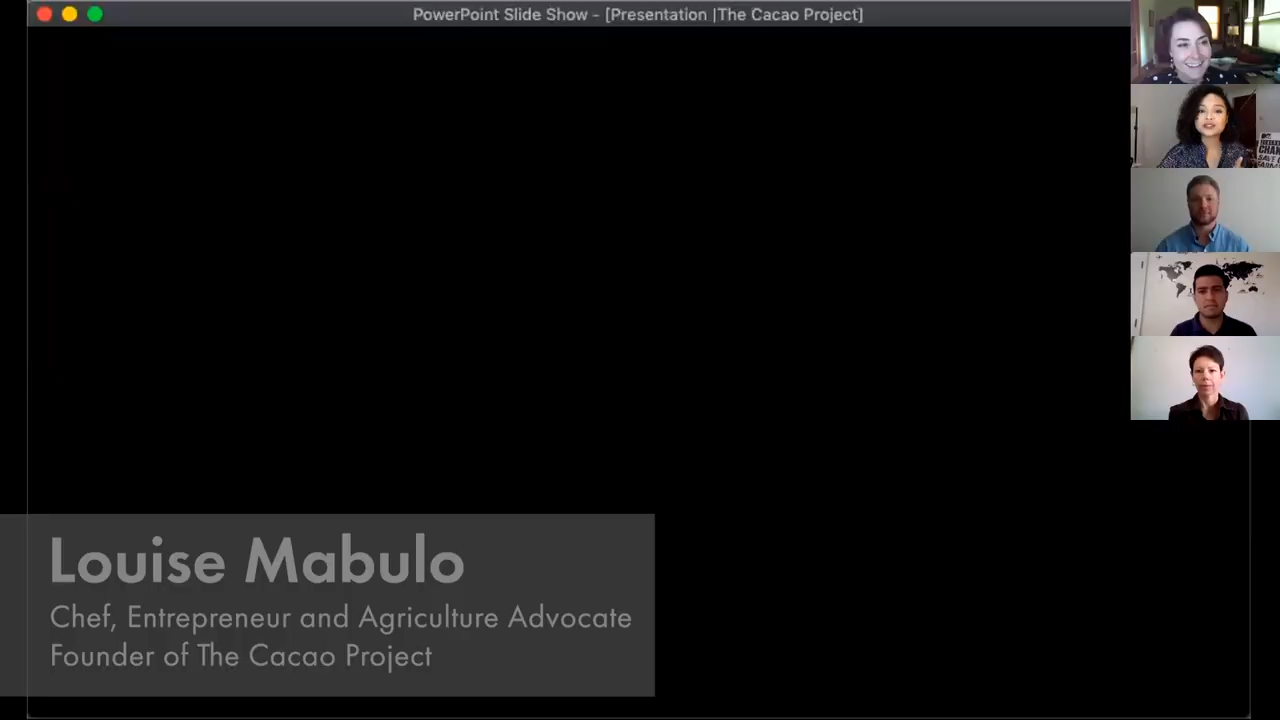 PowerPoint Slide Show - [Presentation |The Cacao Project]
Louise Mabulo
Chef, Entrepreneur and Agriculture Advocate
Founder of The Cacao Project